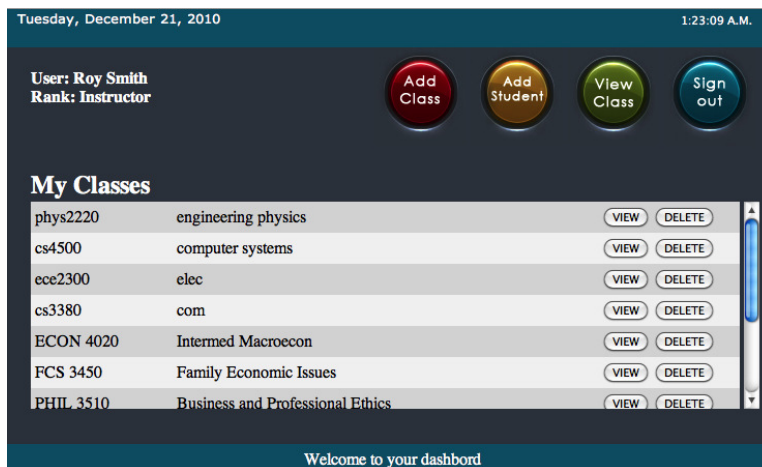 Tuesday, December 21, 2010 1:23:09 A.M.
User: Roy Smith
Rank: Instructor
Add Class
Add Student
View Class
Sign out
My Classes
phys2220 engineering physics VIEW DELETE
cs4500 computer systems VIEW DELETE
ece2300 elec VIEW DELETE
cs3380 com VIEW DELETE
ECON 4020 Intermed Macroecon VIEW DELETE
FCS 3450 Family Economic Issues VIEW DELETE
PHIL 3510 Business and Professional Ethics VIEW DELETE
Welcome to your dashbord